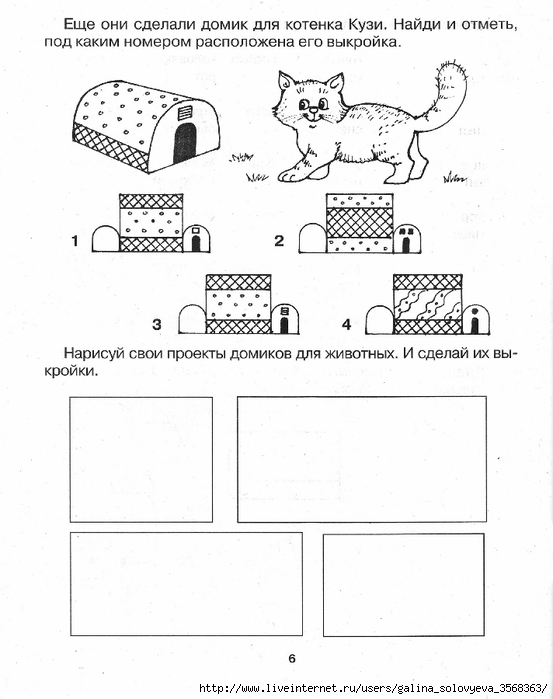 Еще они сделали домик для котенка Кузи. Найди и отметь,
под каким номером расположена его выкройка.
1
2
3
4
Нарисуй свои проекты домиков для животных. И сделай их вы-
кройки.
6
http://www.liveinternet.ru/users/galina_solovyeva_3568363/